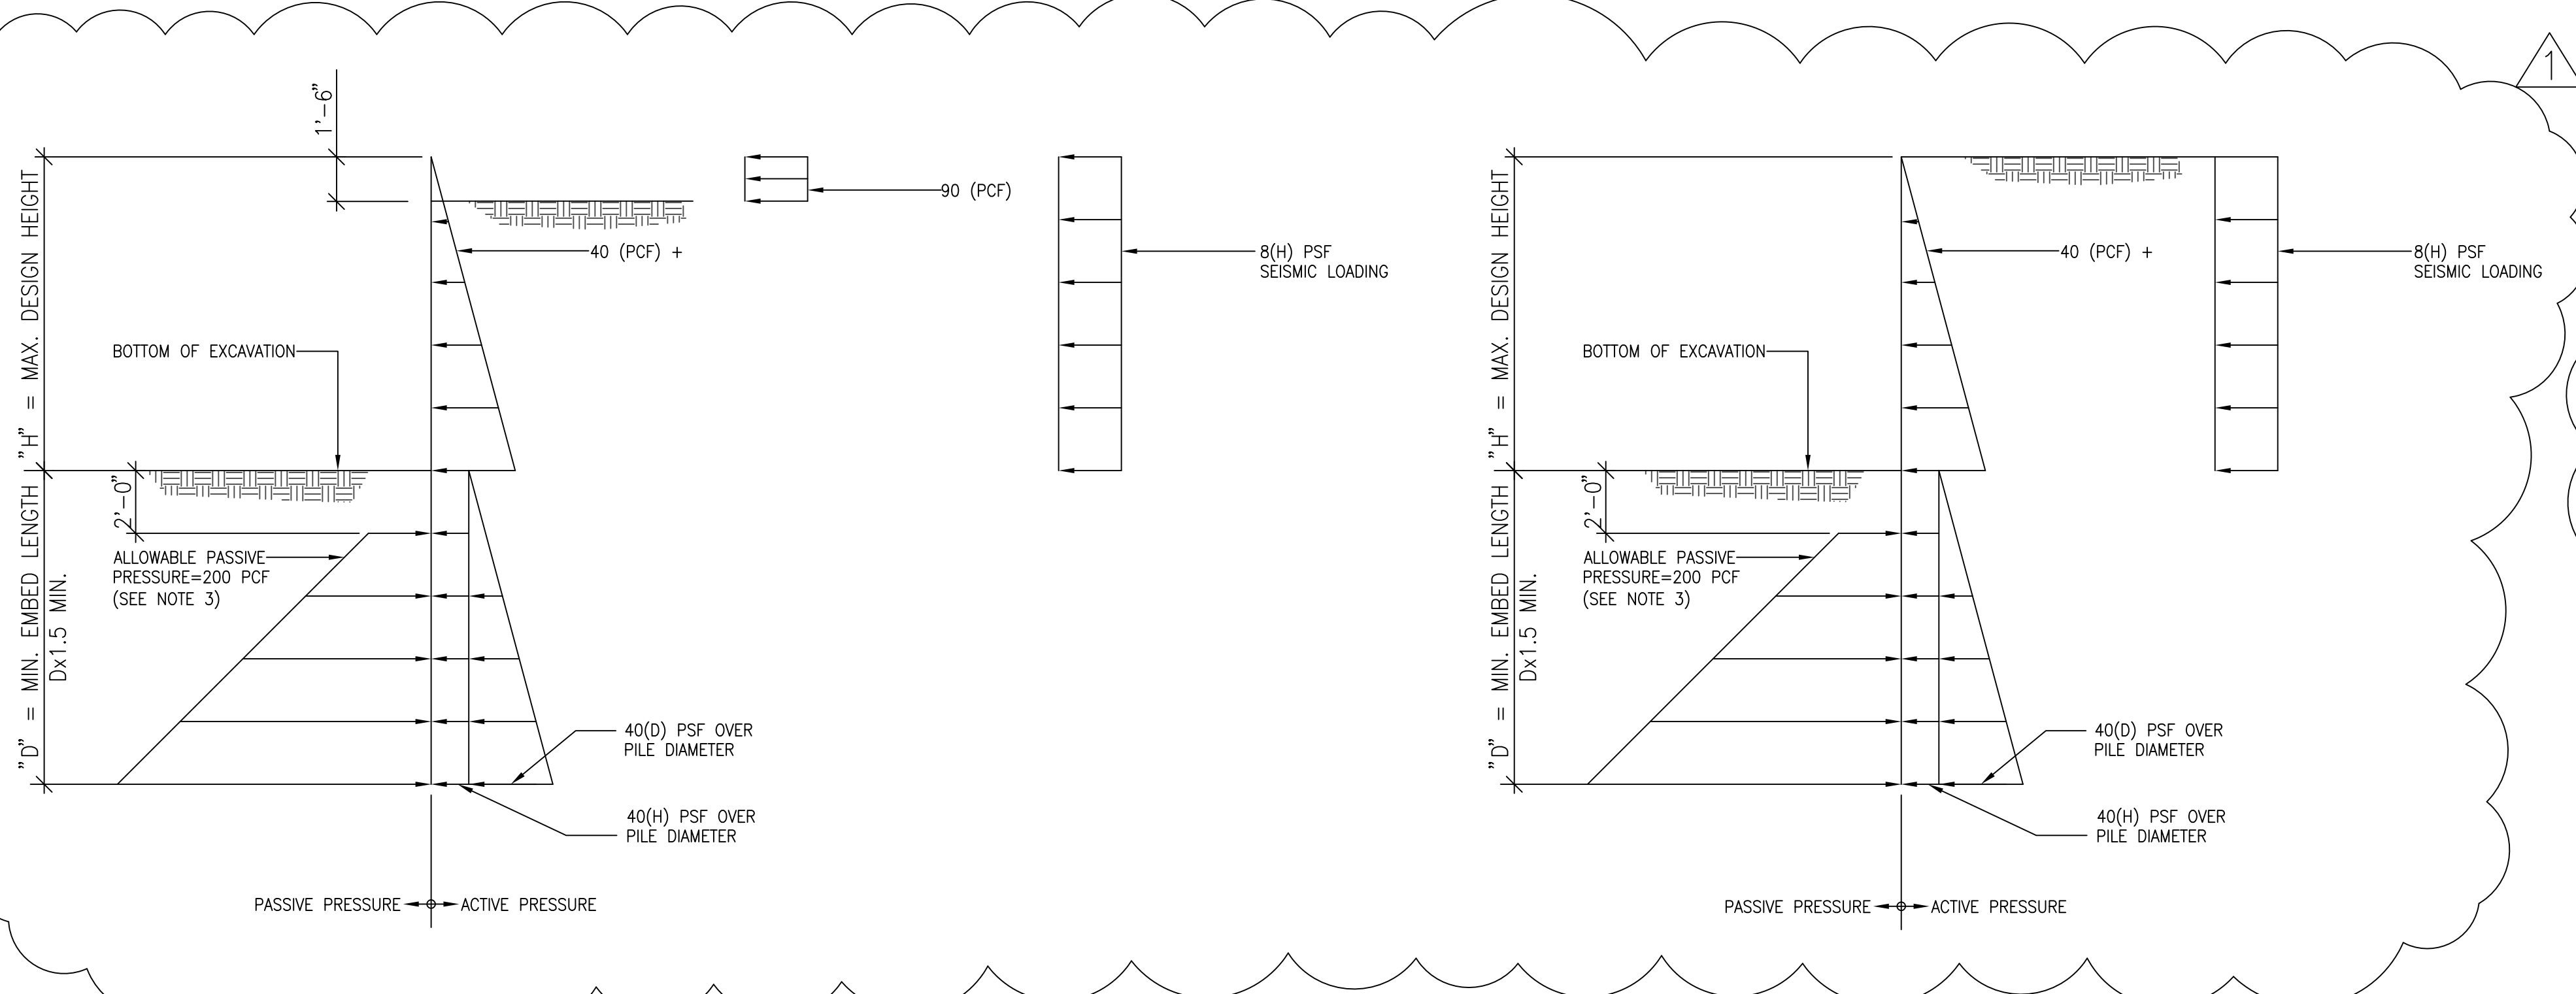 1
1'-6"
"H" = MAX. DESIGN HEIGHT
90 (PCF)
40 (PCF) +
8(H) PSF
SEISMIC LOADING
BOTTOM OF EXCAVATION
2'-0"
ALLOWABLE PASSIVE
PRESSURE=200 PCF
(SEE NOTE 3)
"D" = MIN. EMBED LENGTH
Dx1.5 MIN.
40(D) PSF OVER
PILE DIAMETER
40(H) PSF OVER
PILE DIAMETER
PASSIVE PRESSURE
ACTIVE PRESSURE
"H" = MAX. DESIGN HEIGHT
40 (PCF) +
8(H) PSF
SEISMIC LOADING
BOTTOM OF EXCAVATION
2'-0"
ALLOWABLE PASSIVE
PRESSURE=200 PCF
(SEE NOTE 3)
"D" = MIN. EMBED LENGTH
Dx1.5 MIN.
40(D) PSF OVER
PILE DIAMETER
40(H) PSF OVER
PILE DIAMETER
PASSIVE PRESSURE
ACTIVE PRESSURE